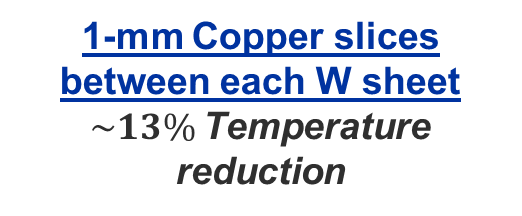 1-mm Copper slices
between each W sheet
~13% Temperature
reduction